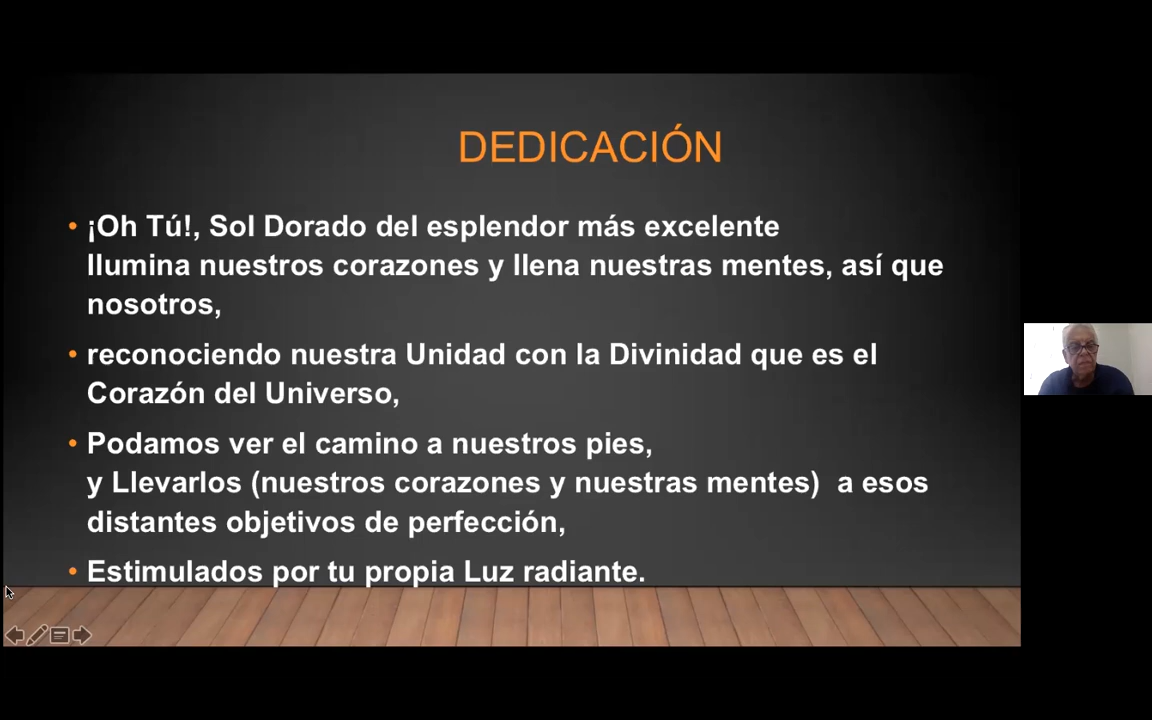 DEDICACIÓN
• ¡Oh Tú!, Sol Dorado del esplendor más excelente
Ilumina nuestros corazones y llena nuestras mentes, así que
nosotros,
• reconociendo nuestra Unidad con la Divinidad que es el
Corazón del Universo,
• Podamos ver el camino a nuestros pies,
y Llevarlos (nuestros corazones y nuestras mentes)  a esos
distantes objetivos de perfección,
• Estimulados por tu propia Luz radiante.